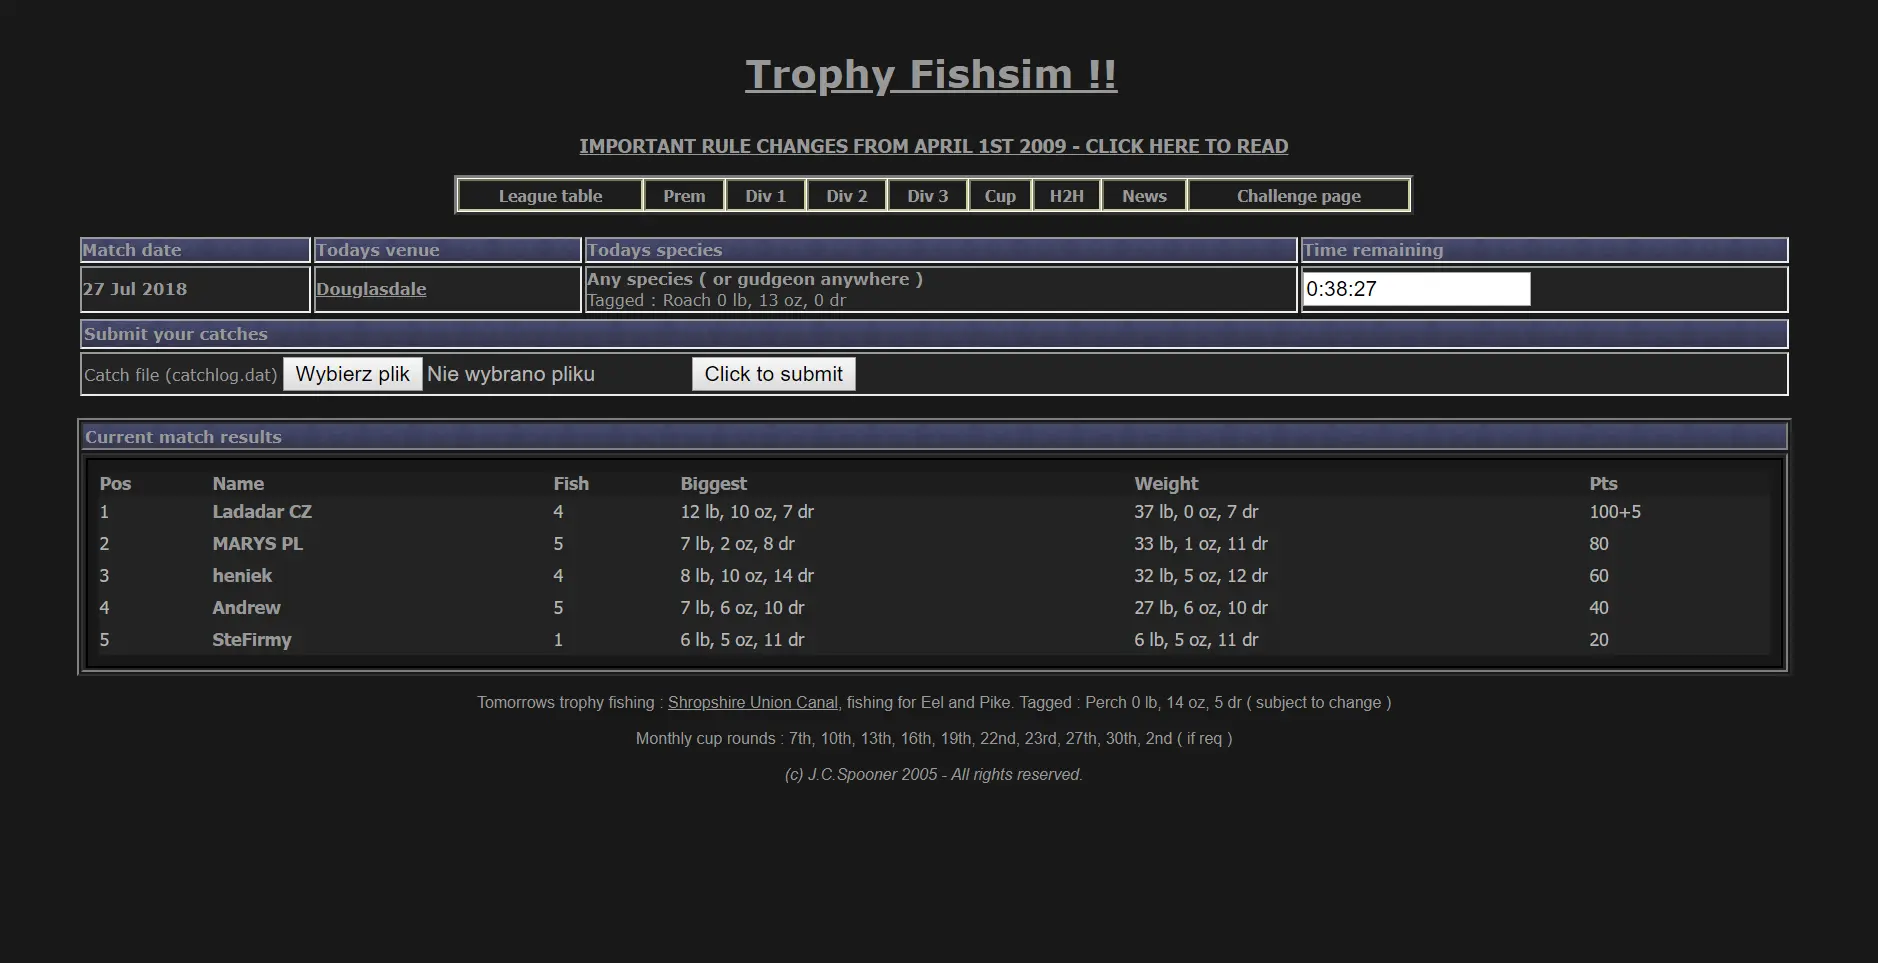 Trophy Fishsim !!
IMPORTANT RULE CHANGES FROM APRIL 1ST 2009 - CLICK HERE TO READ
League table Prem Div 1 Div 2 Div 3 Cup H2H News Challenge page
Match date Todays venue Todays species Time remaining
27 Jul 2018 Douglasdale Any species ( or gudgeon anywhere ) 0:38:27
Tagged : Roach 0 lb, 13 oz, 0 dr
Submit your catches
Catch file (catchlog.dat) Wybierz plik Nie wybrano pliku Click to submit
Current match results
Pos Name Fish Biggest Weight Pts
1 Ladadar CZ 4 12 lb, 10 oz, 7 dr 37 lb, 0 oz, 7 dr 100+5
2 MARYS PL 5 7 lb, 2 oz, 8 dr 33 lb, 1 oz, 11 dr 80
3 heniek 4 8 lb, 10 oz, 14 dr 32 lb, 5 oz, 12 dr 60
4 Andrew 5 7 lb, 6 oz, 10 dr 27 lb, 6 oz, 10 dr 40
5 SteFirmy 1 6 lb, 5 oz, 11 dr 6 lb, 5 oz, 11 dr 20
Tomorrows trophy fishing : Shropshire Union Canal, fishing for Eel and Pike. Tagged : Perch 0 lb, 14 oz, 5 dr ( subject to change )
Monthly cup rounds : 7th, 10th, 13th, 16th, 19th, 22nd, 23rd, 27th, 30th, 2nd ( if req )
(c) J.C.Spooner 2005 - All rights reserved.